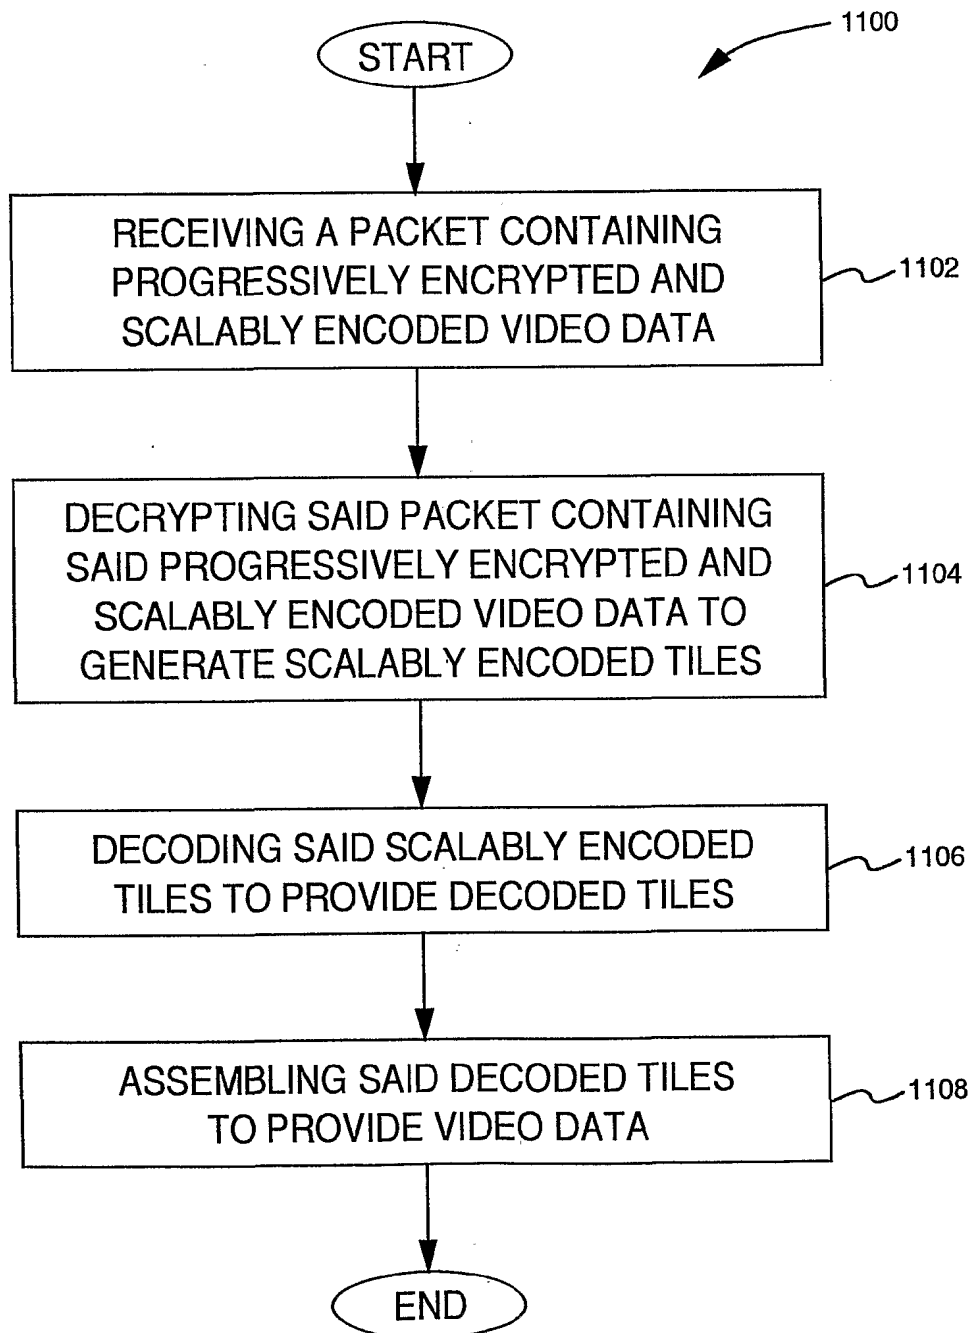 1100
START
RECEIVING A PACKET CONTAINING
PROGRESSIVELY ENCRYPTED AND
SCALABLY ENCODED VIDEO DATA
1102
DECRYPTING SAID PACKET CONTAINING
SAID PROGRESSIVELY ENCRYPTED AND
SCALABLY ENCODED VIDEO DATA TO
GENERATE SCALABLY ENCODED TILES
1104
DECODING SAID SCALABLY ENCODED
TILES TO PROVIDE DECODED TILES
1106
ASSEMBLING SAID DECODED TILES
TO PROVIDE VIDEO DATA
1108
END